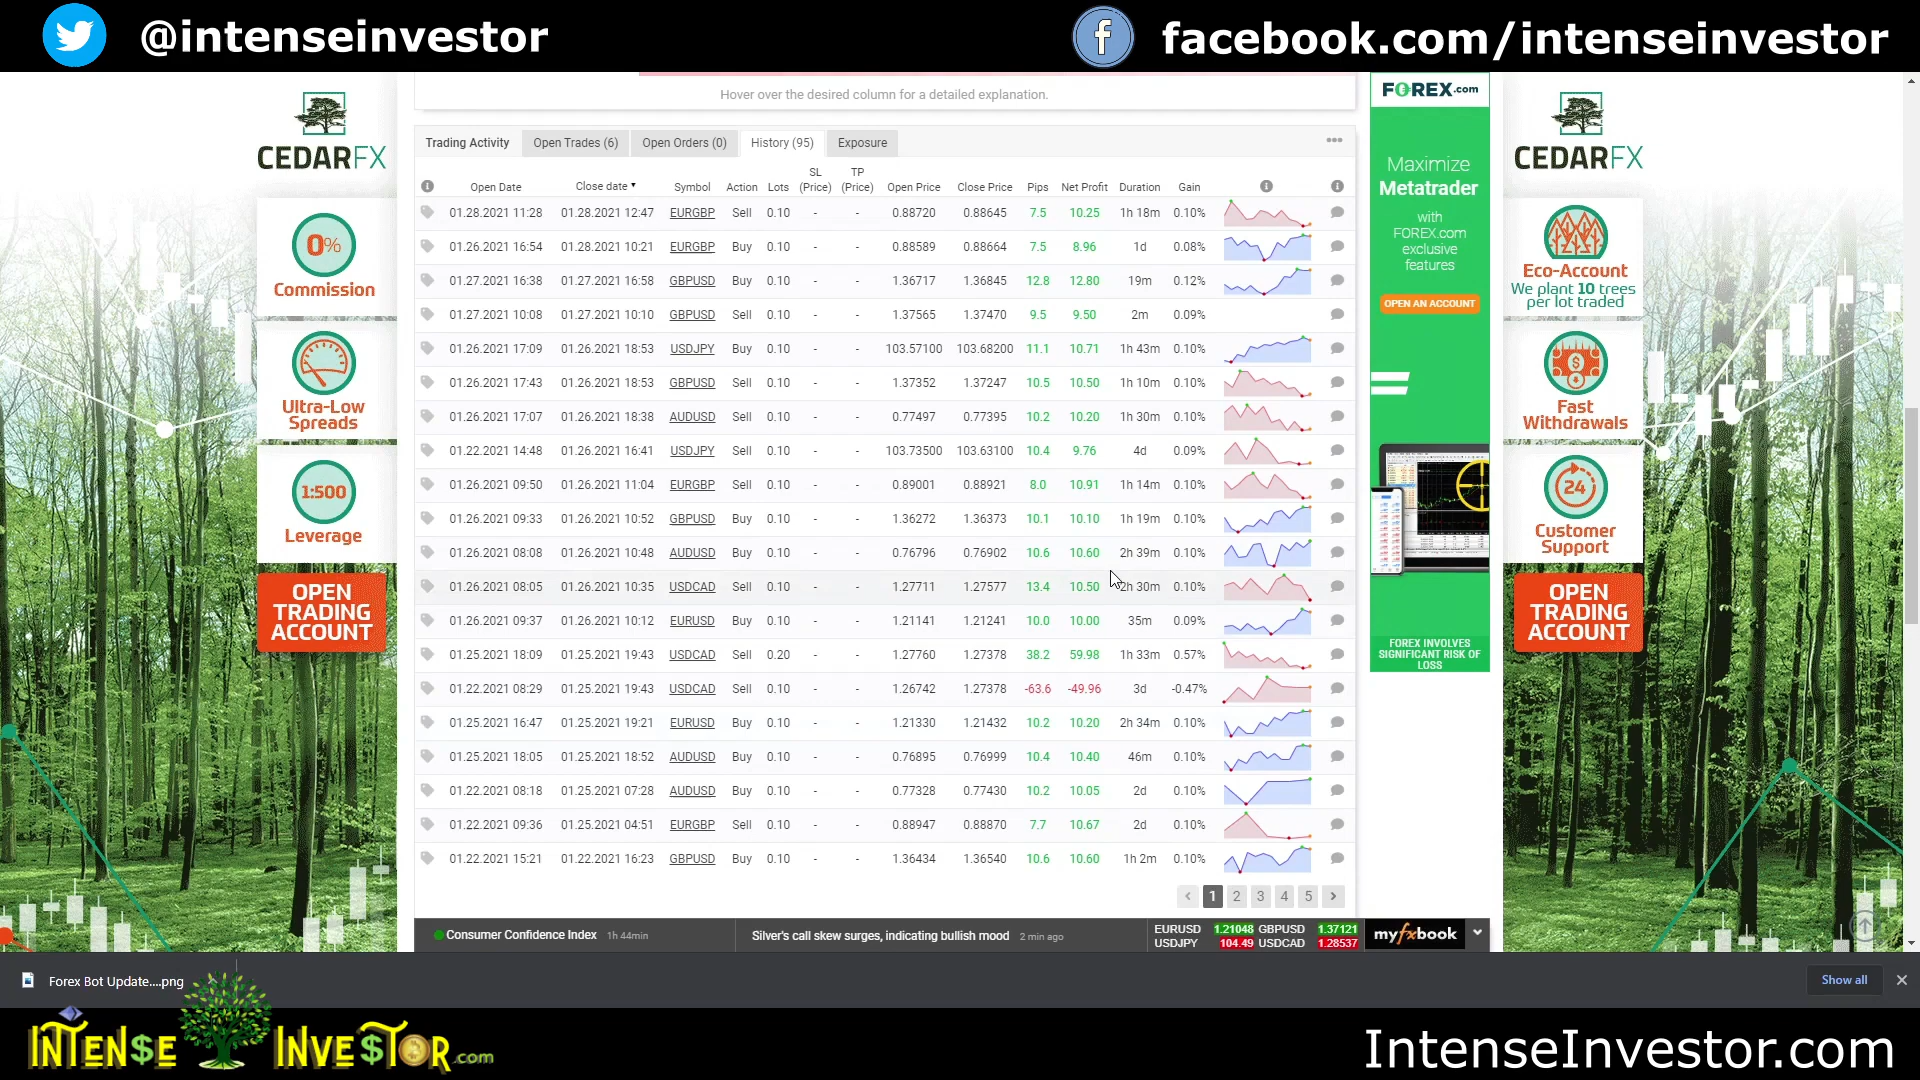 @intenseinvestor
facebook.com/intenseinvestor
CEDARFX
0%
Commission
Ultra-Low
Spreads
1:500
Leverage
OPEN
TRADING
ACCOUNT
Hover over the desired column for a detailed explanation.
Trading Activity Open Trades (6) Open Orders (0) History (95) Exposure
Open Date Close date Symbol Action Lots SL (Price) TP (Price) Open Price Close Price Pips Net Profit Duration Gain
01.28.2021 11:28 01.28.2021 12:47 EURGBP Sell 0.10 - - 0.88720 0.88645 7.5 10.25 1h 18m 0.10%
01.26.2021 16:54 01.28.2021 10:21 EURGBP Buy 0.10 - - 0.88589 0.88664 7.5 8.96 1d 0.08%
01.27.2021 16:38 01.27.2021 16:58 GBPUSD Buy 0.10 - - 1.36717 1.36845 12.8 12.80 19m 0.12%
01.27.2021 10:08 01.27.2021 10:10 GBPUSD Sell 0.10 - - 1.37565 1.37470 9.5 9.50 2m 0.09%
01.26.2021 17:09 01.26.2021 18:53 USDJPY Buy 0.10 - - 103.57100 103.68200 11.1 10.71 1h 43m 0.10%
01.26.2021 17:43 01.26.2021 18:53 GBPUSD Sell 0.10 - - 1.37352 1.37247 10.5 10.50 1h 10m 0.10%
01.26.2021 17:07 01.26.2021 18:38 AUDUSD Sell 0.10 - - 0.77497 0.77395 10.2 10.20 1h 30m 0.10%
01.22.2021 14:48 01.26.2021 16:41 USDJPY Sell 0.10 - - 103.73500 103.63100 10.4 9.76 4d 0.09%
01.26.2021 09:50 01.26.2021 11:04 EURGBP Sell 0.10 - - 0.89001 0.88921 8.0 10.91 1h 14m 0.10%
01.26.2021 09:33 01.26.2021 10:52 GBPUSD Buy 0.10 - - 1.36272 1.36373 10.1 10.10 1h 19m 0.10%
01.26.2021 08:08 01.26.2021 10:48 AUDUSD Buy 0.10 - - 0.76796 0.76902 10.6 10.60 2h 39m 0.10%
01.26.2021 08:05 01.26.2021 10:35 USDCAD Sell 0.10 - - 1.27711 1.27577 13.4 10.50 2h 30m 0.10%
01.26.2021 09:37 01.26.2021 10:12 EURUSD Buy 0.10 - - 1.21141 1.21241 10.0 10.00 35m 0.09%
01.25.2021 18:09 01.25.2021 19:43 USDCAD Sell 0.20 - - 1.27760 1.27378 38.2 59.98 1h 33m 0.57%
01.22.2021 08:29 01.25.2021 19:43 USDCAD Sell 0.10 - - 1.26742 1.27378 -63.6 -49.96 3d -0.47%
01.25.2021 16:47 01.25.2021 19:21 EURUSD Buy 0.10 - - 1.21330 1.21432 10.2 10.20 2h 34m 0.10%
01.25.2021 18:05 01.25.2021 18:52 AUDUSD Buy 0.10 - - 0.76895 0.76999 10.4 10.40 46m 0.10%
01.22.2021 08:18 01.25.2021 07:28 AUDUSD Buy 0.10 - - 0.77328 0.77430 10.2 10.05 2d 0.10%
01.22.2021 09:36 01.25.2021 04:51 EURGBP Sell 0.10 - - 0.88947 0.88870 7.7 10.67 2d 0.10%
01.22.2021 15:21 01.22.2021 16:23 GBPUSD Buy 0.10 - - 1.36434 1.36540 10.6 10.60 1h 2m 0.10%
‹ 1 2 3 4 5 ›
FOREX.com
Maximize
Metatrader
with
FOREX.com
exclusive
features
OPEN AN ACCOUNT
FOREX INVOLVES
SIGNIFICANT RISK OF
LOSS
CEDARFX
Eco-Account
We plant 10 trees
per lot traded
Fast
Withdrawals
24
Customer
Support
OPEN
TRADING
ACCOUNT
Consumer Confidence Index 1h 44min
Silver's call skew surges, indicating bullish mood 2 min ago
EURUSD 1.21048 GBPUSD 1.37121
USDJPY 104.49 USDCAD 1.28537
myfxbook
Forex Bot Update....png
Show all
INTEN$E INVE$TOR.com
IntenseInvestor.com